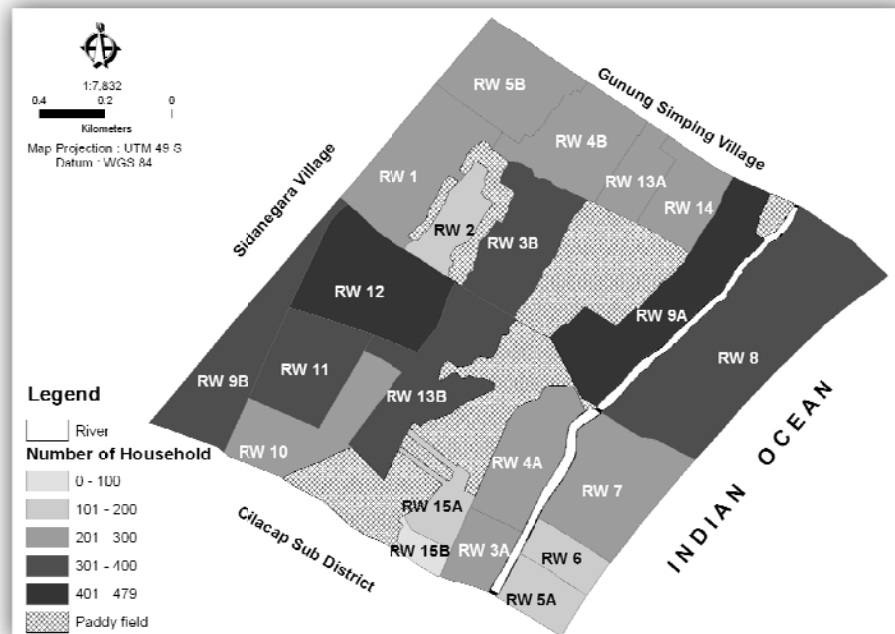 1:7,832
0.4 0.2 0
Kilometers
Map Projection : UTM 49 S
Datum : WGS 84
Gunung Simping Village
Sidanegara Village
RW 5B
RW 4B
RW 1
RW 13A
RW 14
RW 2
RW 3B
RW 12
RW 9A
RW 8
RW 11
RW 9B
RW 13B
RW 10
RW 4A
RW 7
RW 15A
RW 15B
RW 3A
RW 6
RW 5A
INDIAN OCEAN
Cilacap Sub District
Legend
River
Number of Household
0 - 100
101 - 200
201 - 300
301 - 400
401 479
Paddy field